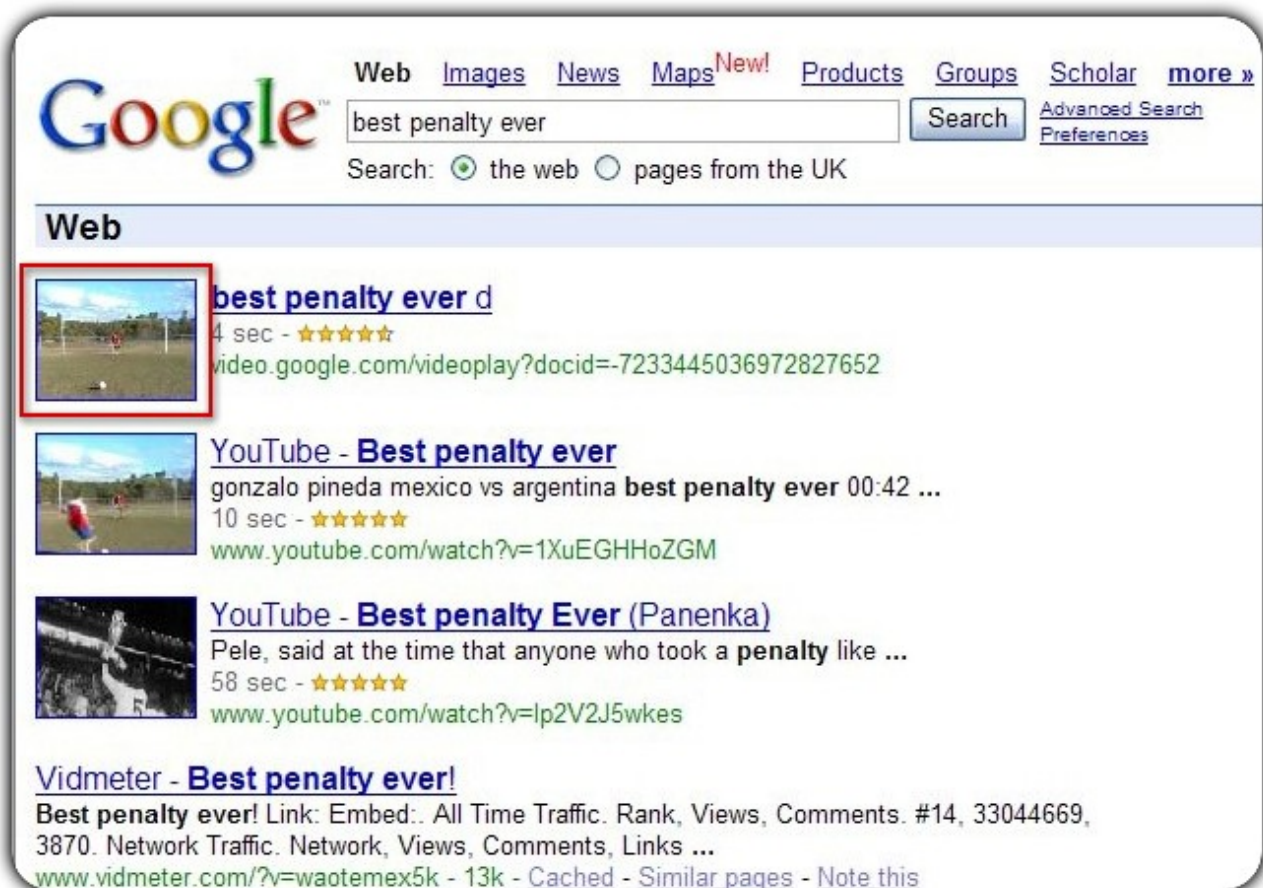 Google™
Web Images News Maps New! Products Groups Scholar more »
best penalty ever Search Advanced Search
Preferences
Search: the web pages from the UK
Web
best penalty ever d
4 sec -
video.google.com/videoplay?docid=-7233445036972827652
YouTube - Best penalty ever
gonzalo pineda mexico vs argentina best penalty ever 00:42 ...
10 sec -
www.youtube.com/watch?v=1XuEGHHoZGM
YouTube - Best penalty Ever (Panenka)
Pele, said at the time that anyone who took a penalty like ...
58 sec -
www.youtube.com/watch?v=lp2V2J5wkes
Vidmeter - Best penalty ever!
Best penalty ever! Link: Embed:. All Time Traffic. Rank, Views, Comments. #14, 33044669,
3870. Network Traffic. Network, Views, Comments, Links ...
www.vidmeter.com/?v=waotemex5k - 13k - Cached - Similar pages - Note this